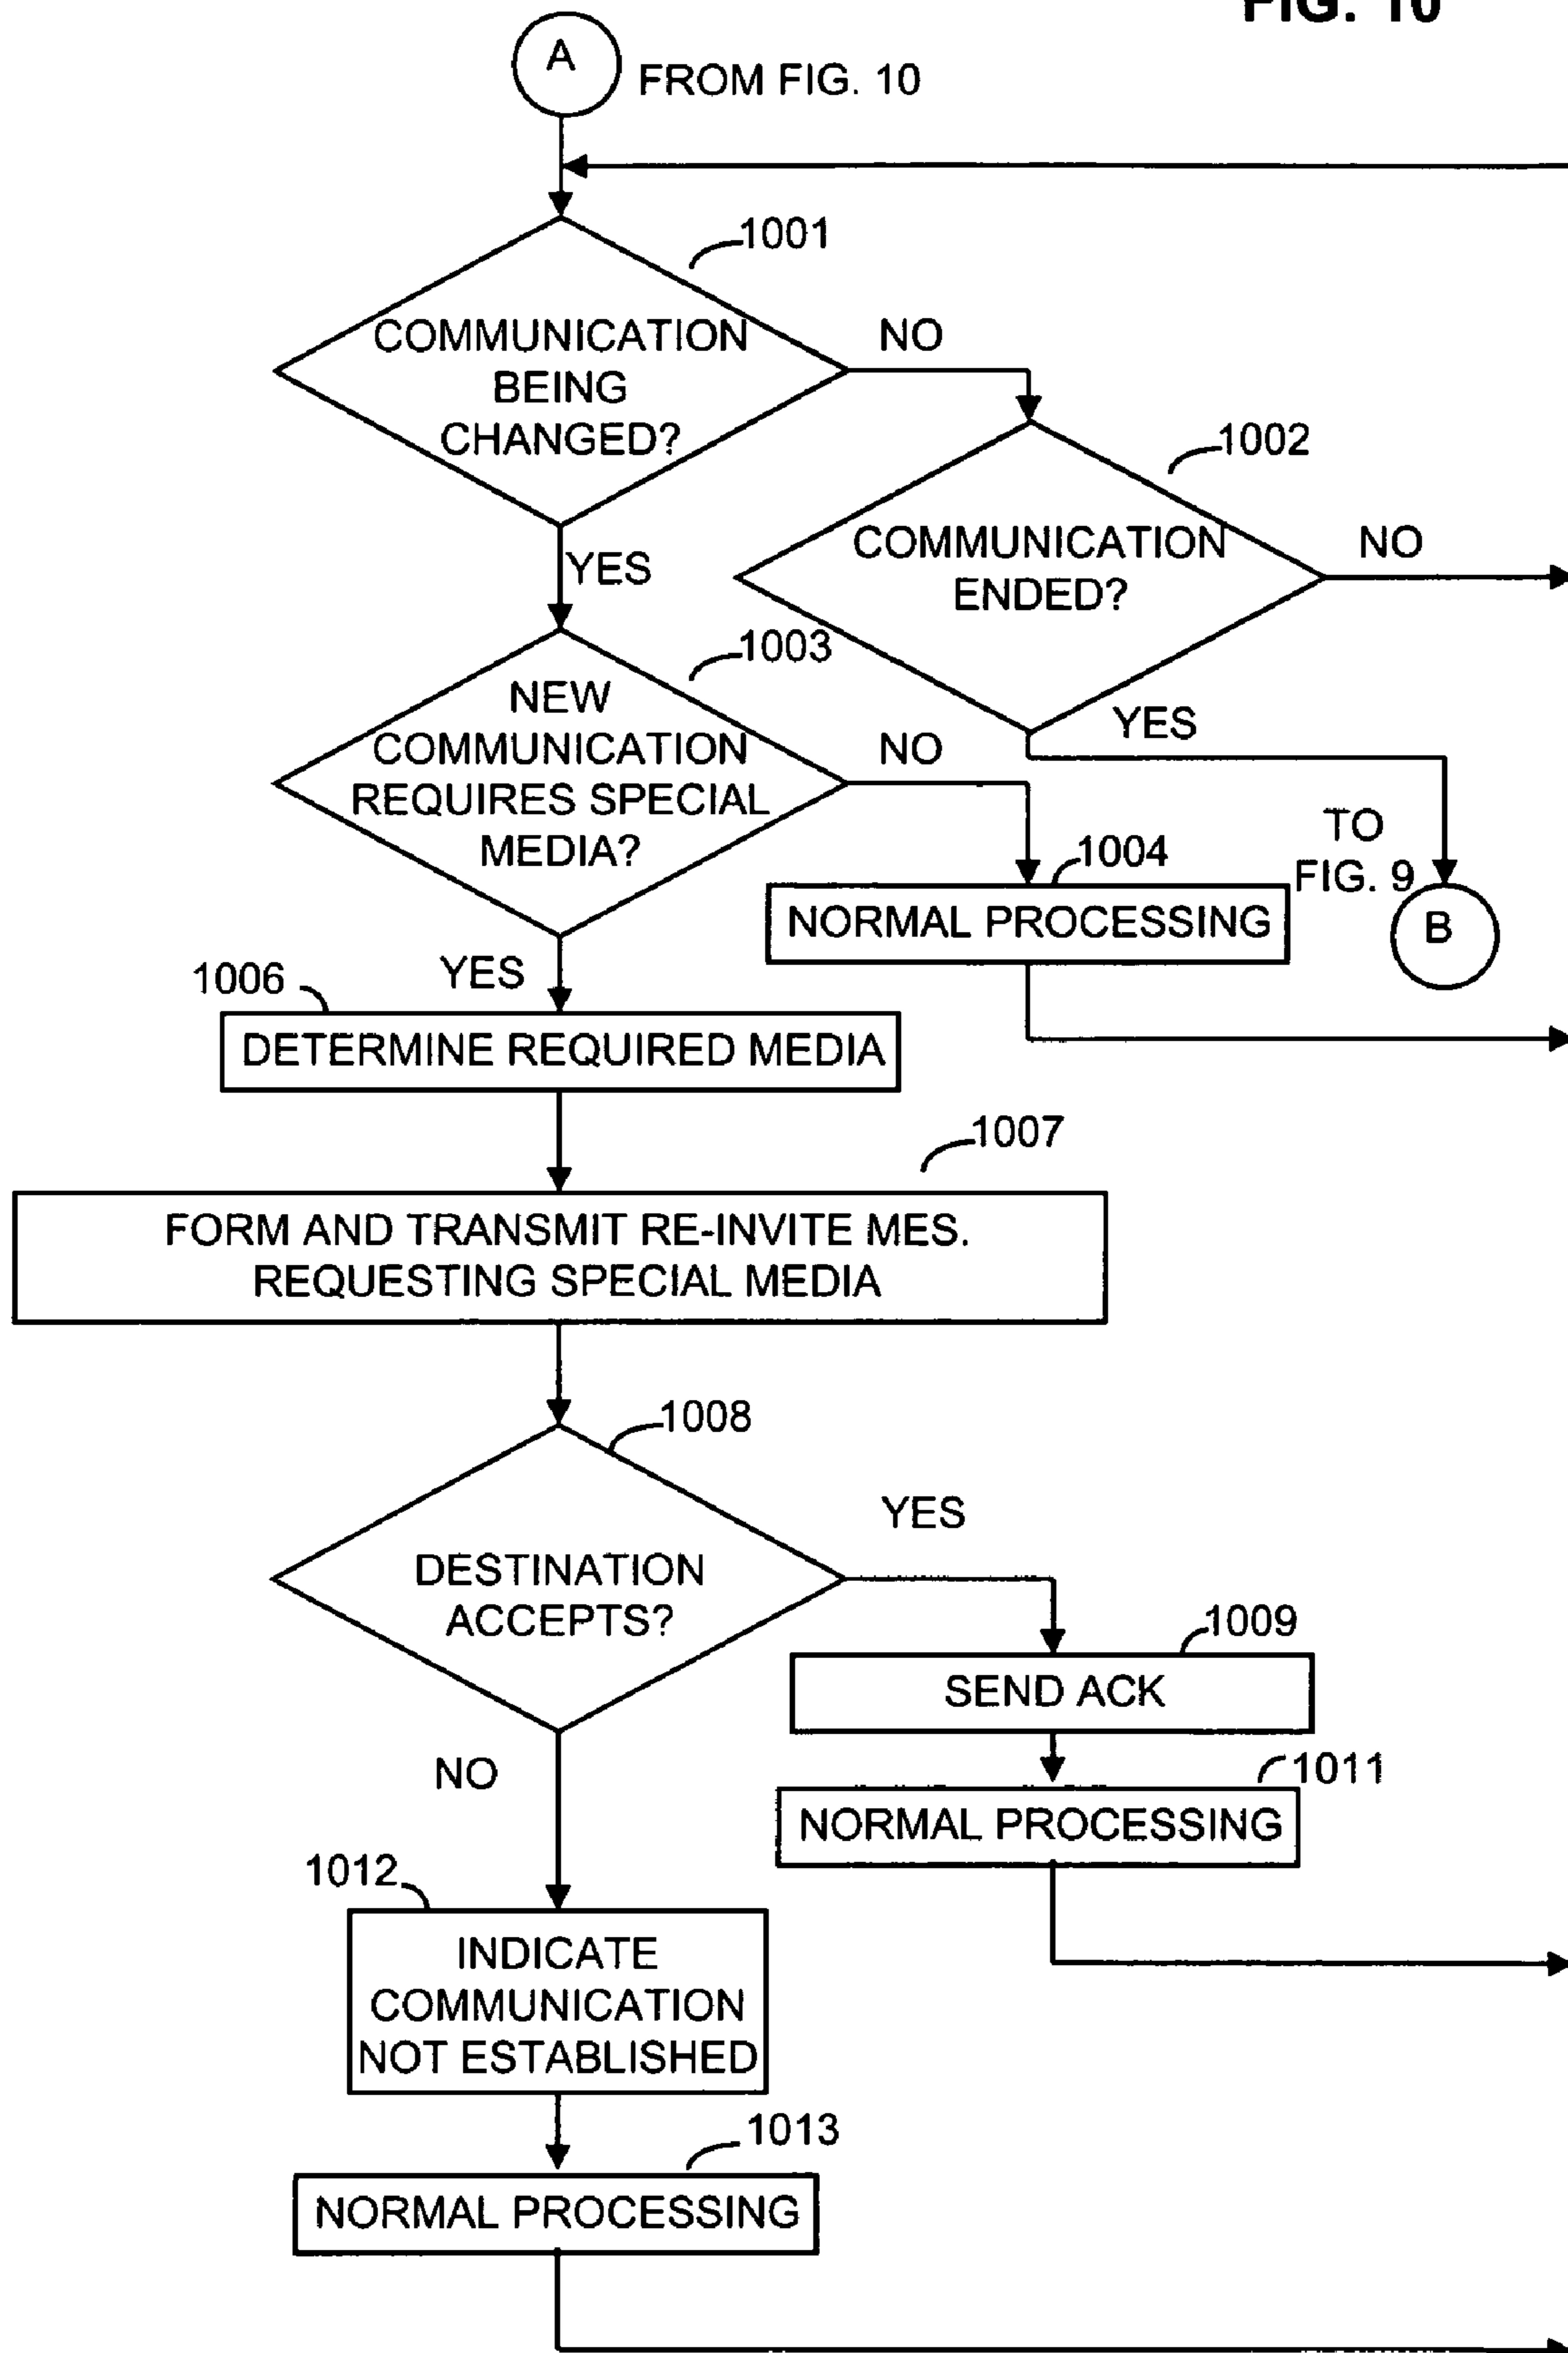 FIG. 10
A
FROM FIG. 10
1001
COMMUNICATION
BEING
CHANGED?
NO
1002
COMMUNICATION
ENDED?
NO
YES
1003
NEW
COMMUNICATION
REQUIRES SPECIAL
MEDIA?
NO
YES
TO
FIG. 9
B
1004
NORMAL PROCESSING
YES
1006
DETERMINE REQUIRED MEDIA
1007
FORM AND TRANSMIT RE-INVITE MES.
REQUESTING SPECIAL MEDIA
1008
DESTINATION
ACCEPTS?
YES
1009
SEND ACK
1011
NORMAL PROCESSING
NO
1012
INDICATE
COMMUNICATION
NOT ESTABLISHED
1013
NORMAL PROCESSING